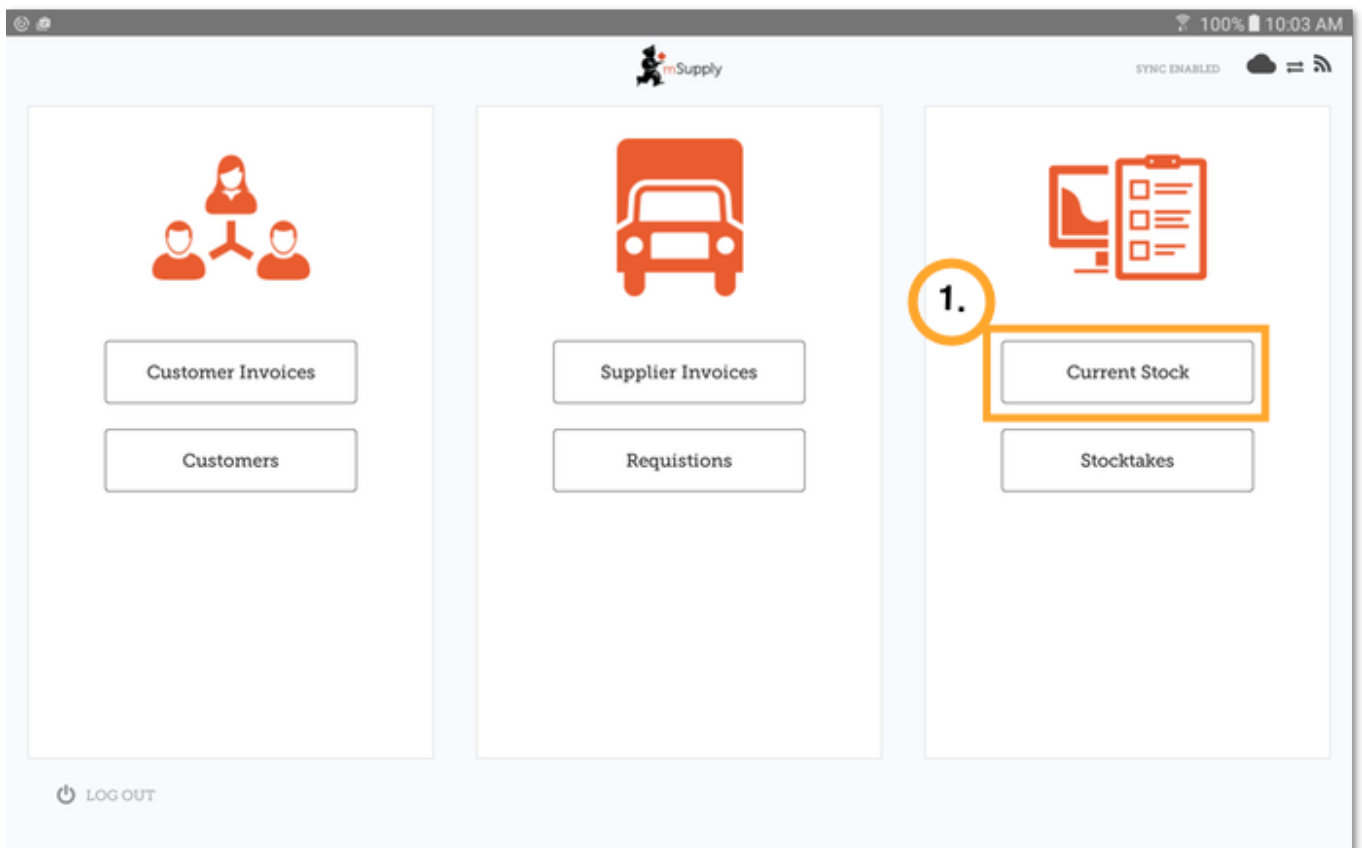 100% 10:03 AM
mSupply
SYNC ENABLED
1.
Customer Invoices
Supplier Invoices
Current Stock
Customers
Requistions
Stocktakes
LOG OUT